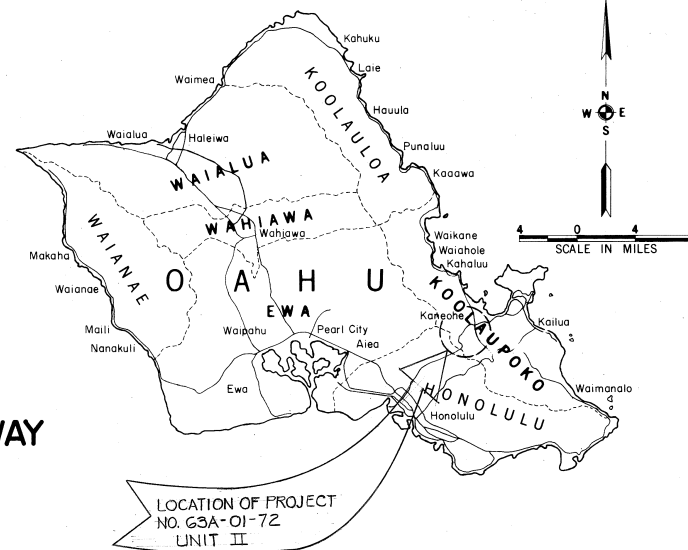 Kahuku
Laie
Waimea
KOOLAULOA
Hauula
Waialua
Haleiwa
Punaluu
WAIALUA
Kaaawa
WAHIAWA
Wahiawa
WAIANAE
Waikane
Waiahole
Kahaluu
Makaha
Waianae
OAHU
KOOLAUPOKO
EWA
Kaneohe
Kailua
Maili
Nanakuli
Waipahu
Pearl City
Aiea
Ewa
HONOLULU
Honolulu
Waimanalo
N
W E
S
4 0 4
SCALE IN MILES
WAY
LOCATION OF PROJECT
NO. G3A-01-72
UNIT II